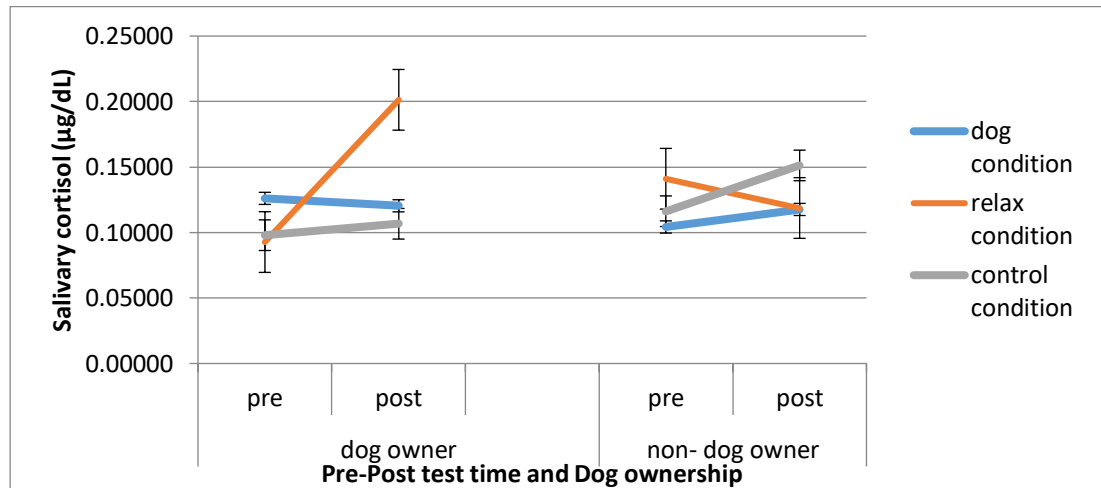 0.25000
0.20000
0.15000
0.10000
0.05000
0.00000
Salivary cortisol (µg/dL)
pre post pre post
dog owner non- dog owner
Pre-Post test time and Dog ownership
dog
condition
relax
condition
control
condition